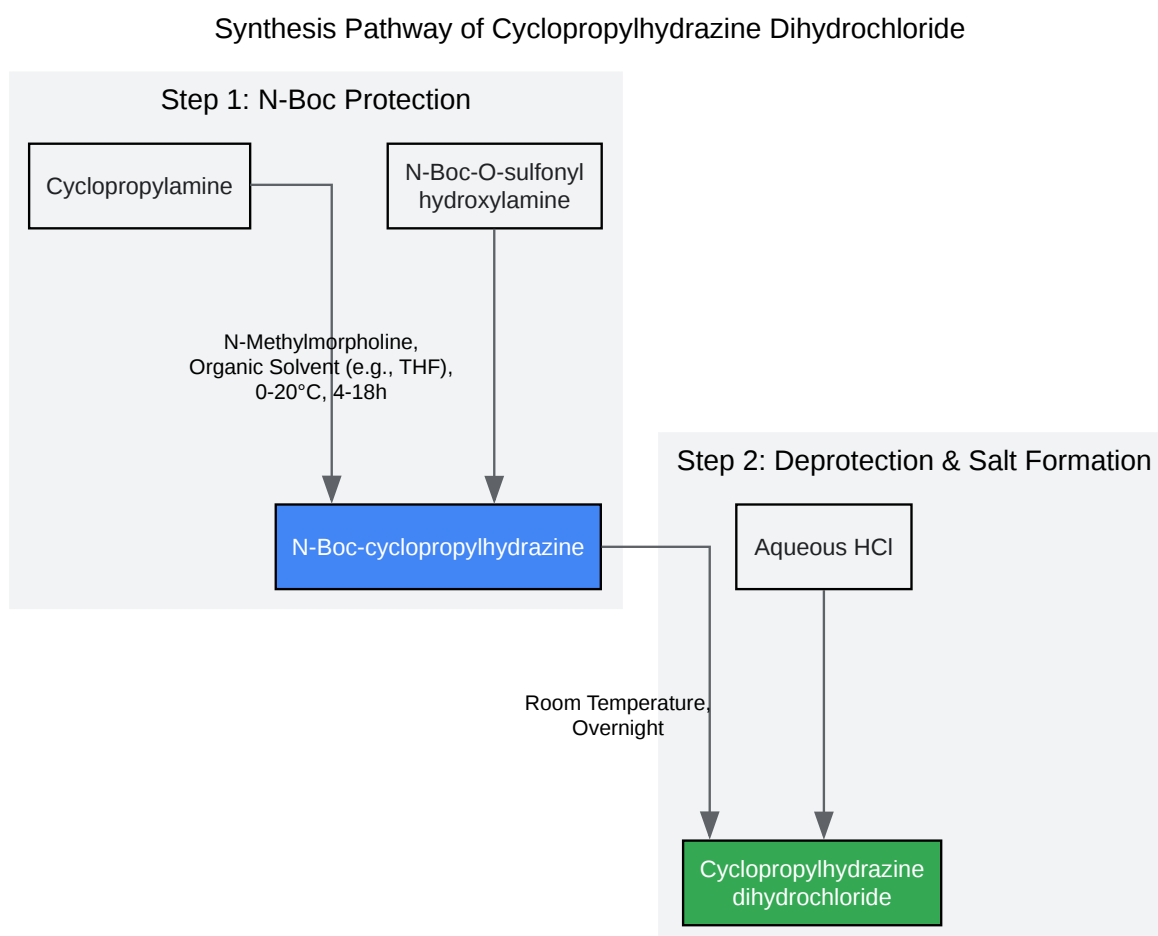 Synthesis Pathway of Cyclopropylhydrazine Dihydrochloride
Step 1: N-Boc Protection
Cyclopropylamine
N-Boc-O-sulfonyl
hydroxylamine
N-Methylmorpholine,
Organic Solvent (e.g., THF),
0-20°C, 4-18h
N-Boc-cyclopropylhydrazine
Step 2: Deprotection & Salt Formation
Aqueous HCl
Room Temperature,
Overnight
Cyclopropylhydrazine
dihydrochloride